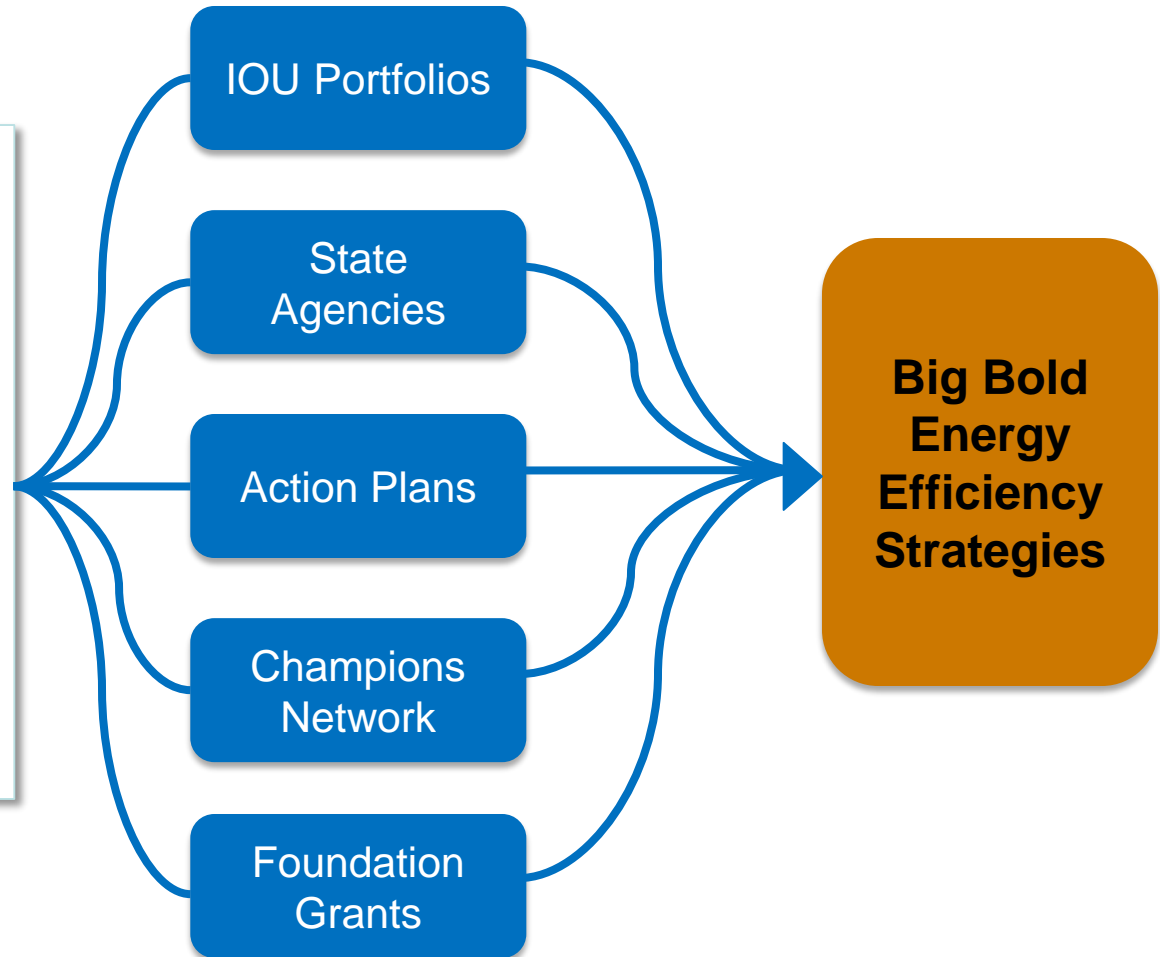 IOU Portfolios
State
Agencies
Action Plans
Champions
Network
Foundation
Grants
Big Bold
Energy
Efficiency
Strategies